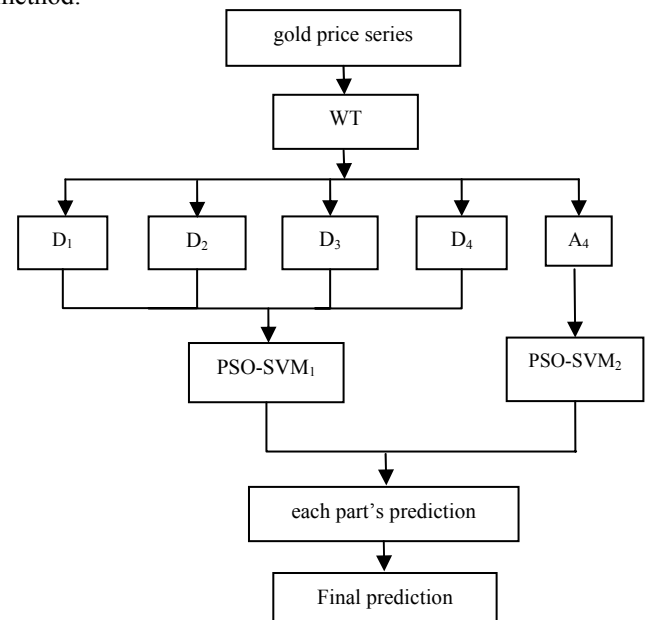 method.
gold price series
WT
D₁ D₂ D₃ D₄ A₄
PSO-SVM₁ PSO-SVM₂
each part's prediction
Final prediction